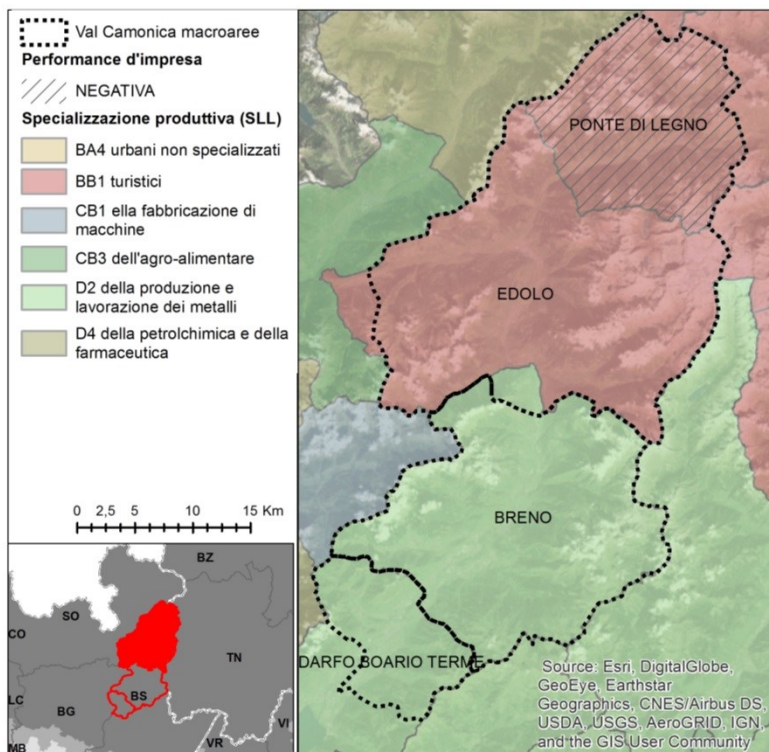 Val Camonica macroaree
Performance d'impresa
NEGATIVA
Specializzazione produttiva (SLL)
BA4 urbani non specializzati
BB1 turistici
CB1 ella fabbricazione di
macchine
CB3 dell'agro-alimentare
D2 della produzione e
lavorazione dei metalli
D4 della petrolchimica e della
farmaceutica
0 2,5 5 10 15 Km
PONTE DI LEGNO
EDOLO
BRENO
DARFO BOARIO TERME
BZ
SO
CO
TN
LC
BG
BS
VI
MB
VR
Source: Esri, DigitalGlobe,
GeoEye, Earthstar
Geographics, CNES/Airbus DS,
USDA, USGS, AeroGRID, IGN,
and the GIS User Community